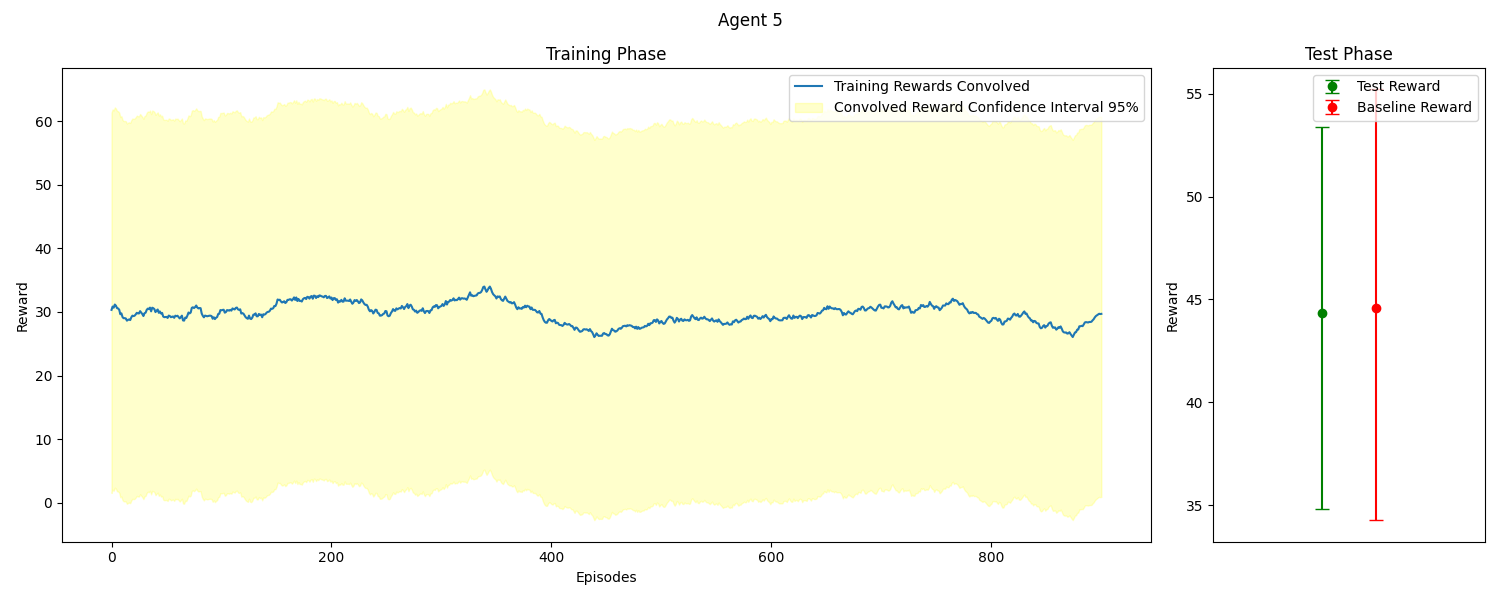 Agent 5
Training Phase
Training Rewards Convolved
Convolved Reward Confidence Interval 95%
Reward
60
50
40
30
20
10
0
0 200 400 600 800
Episodes
Test Phase
Test Reward
Baseline Reward
Reward
55
50
45
40
35